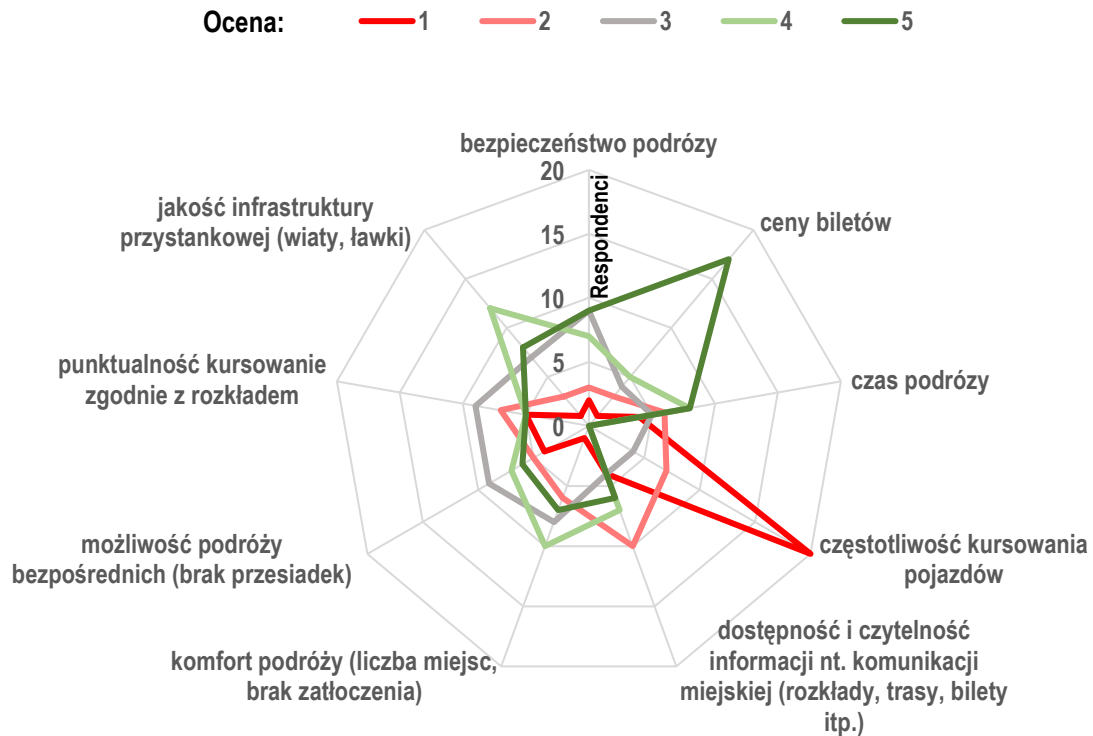 Ocena: 1 2 3 4 5
bezpieczeństwo podrózy
20
15
10
5
0
Respondenci
jakość infrastruktury
przystankowej (wiaty, ławki)
ceny biletów
punktualność kursowanie
zgodnie z rozkładem
czas podrózy
możliwość podróży
bezpośrednich (brak przesiadek)
częstotliwość kursowania
pojazdów
komfort podróży (liczba miejsc,
brak zatłoczenia)
dostępność i czytelność
informacji nt. komunikacji
miejskiej (rozkłady, trasy, bilety
itp.)